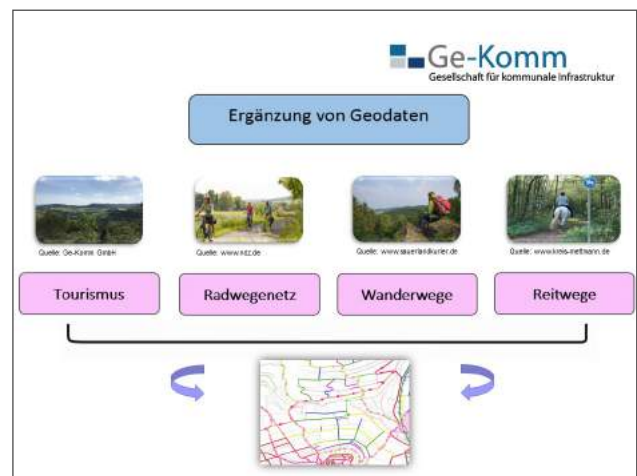 Ge-Komm
Gesellschaft für kommunale Infrastruktur
Ergänzung von Geodaten
Quelle: Ge-Komm GmbH
Quelle: www.ndz.de
Quelle: www.sauerlandkurier.de
Quelle: www.kreis-mettmann.de
Tourismus
Radwegenetz
Wanderwege
Reitwege